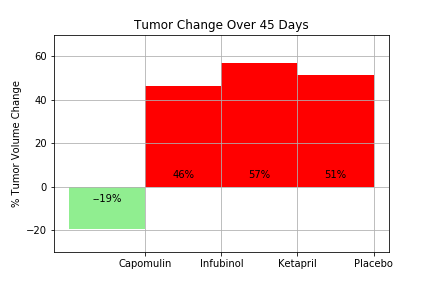 Tumor Change Over 45 Days
% Tumor Volume Change
60
40
20
0
−20
−19%
46%
57%
51%
Capomulin
Infubinol
Ketapril
Placebo